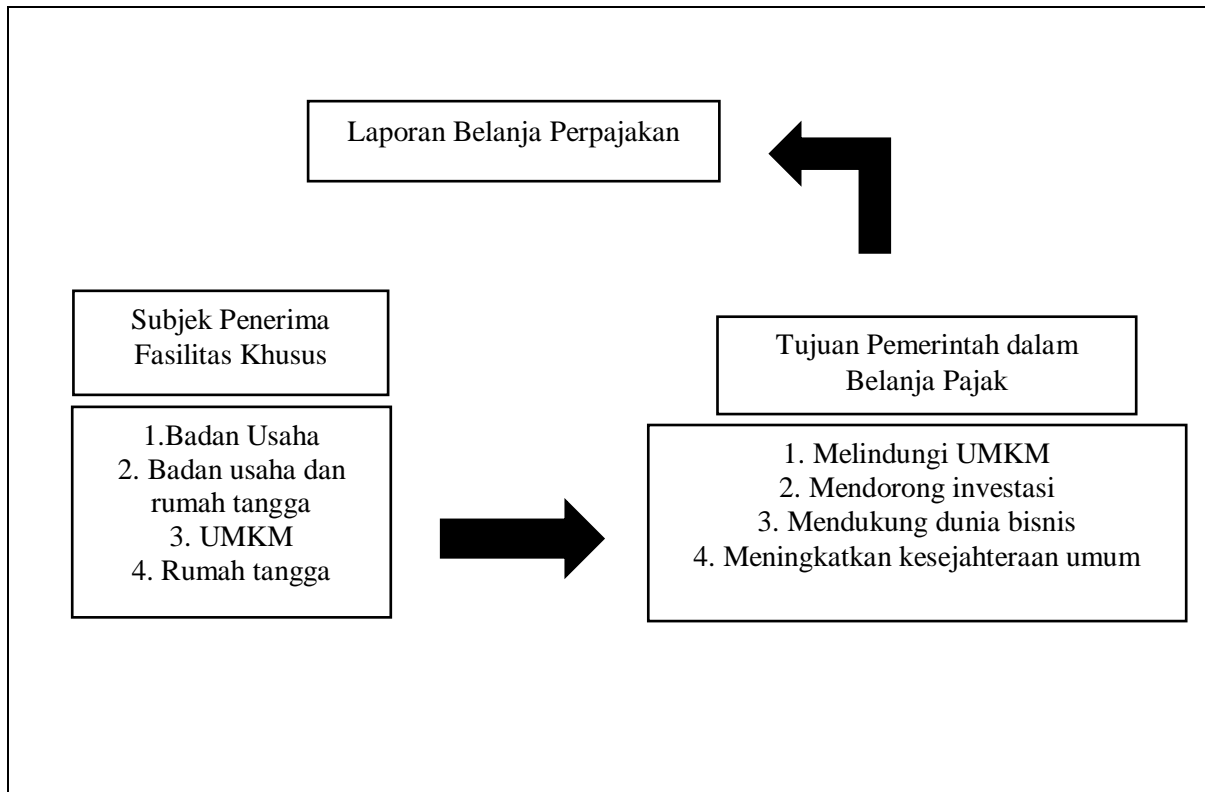 Laporan Belanja Perpajakan
Subjek Penerima
Fasilitas Khusus
1.Badan Usaha
2. Badan usaha dan
rumah tangga
3. UMKM
4. Rumah tangga
Tujuan Pemerintah dalam
Belanja Pajak
1. Melindungi UMKM
2. Mendorong investasi
3. Mendukung dunia bisnis
4. Meningkatkan kesejahteraan umum